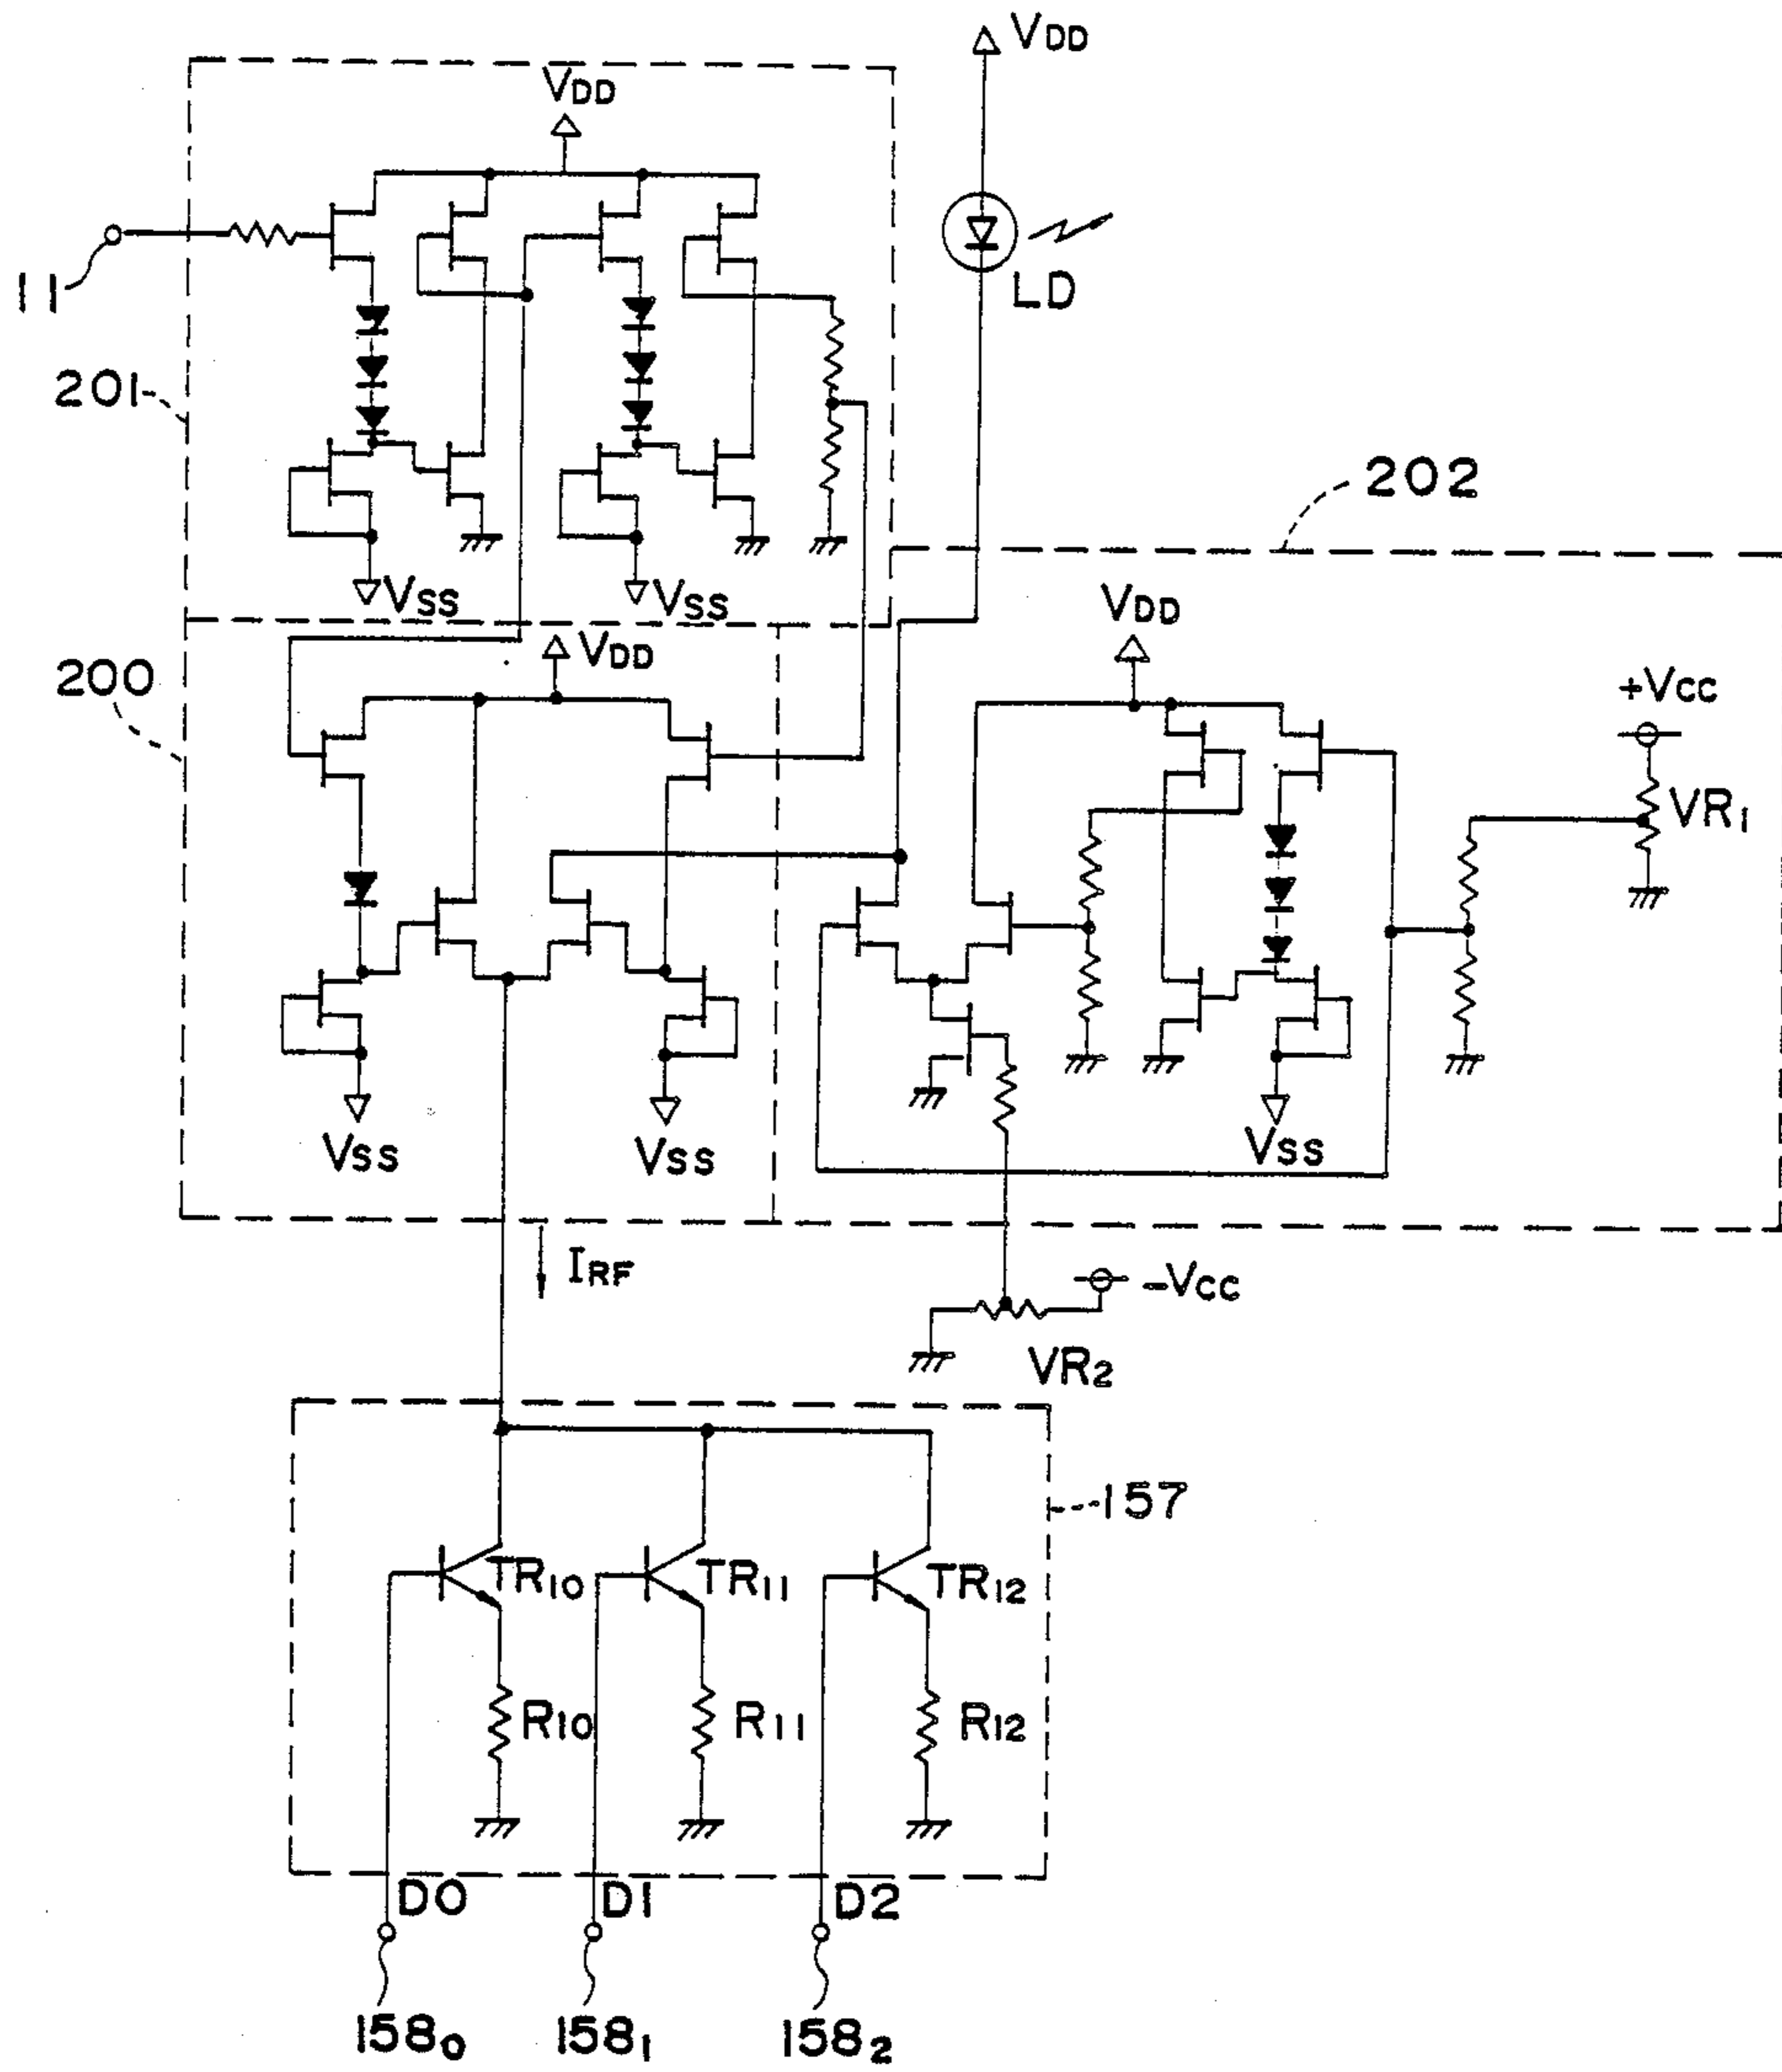 VDD
VDD
11
LD
201
202
VSS
VSS
VDD
200
VDD
+VCC
VR1
VSS
VSS
VSS
IRF
-VCC
VR2
157
TR10
TR11
TR12
R10
R11
R12
D0
D1
D2
1580
1581
1582